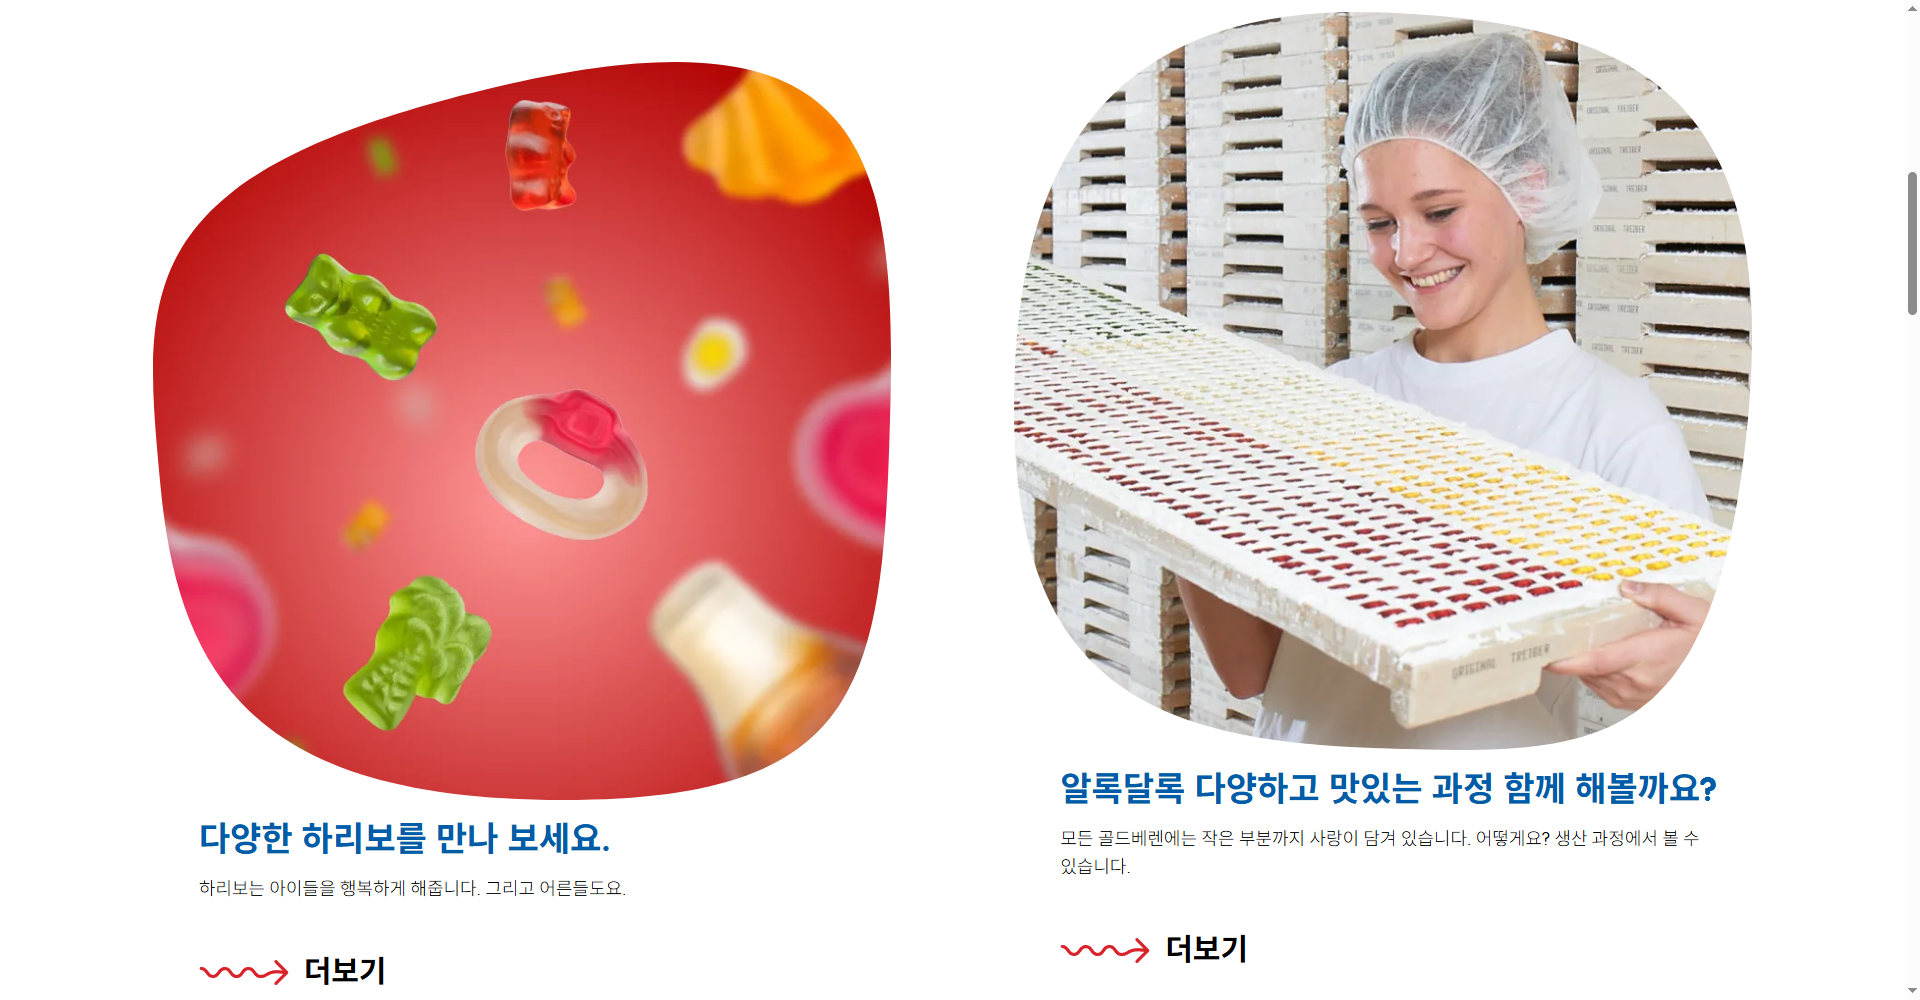 다양한 하리보를 만나 보세요.
하리보는 아이들을 행복하게 해줍니다. 그리고 어른들도요.
더보기
ORIGINAL TREIBER
알록달록 다양하고 맛있는 과정 함께 해볼까요?
모든 골드베렌에는 작은 부분까지 사랑이 담겨 있습니다. 어떻게요? 생산 과정에서 볼 수
있습니다.
더보기